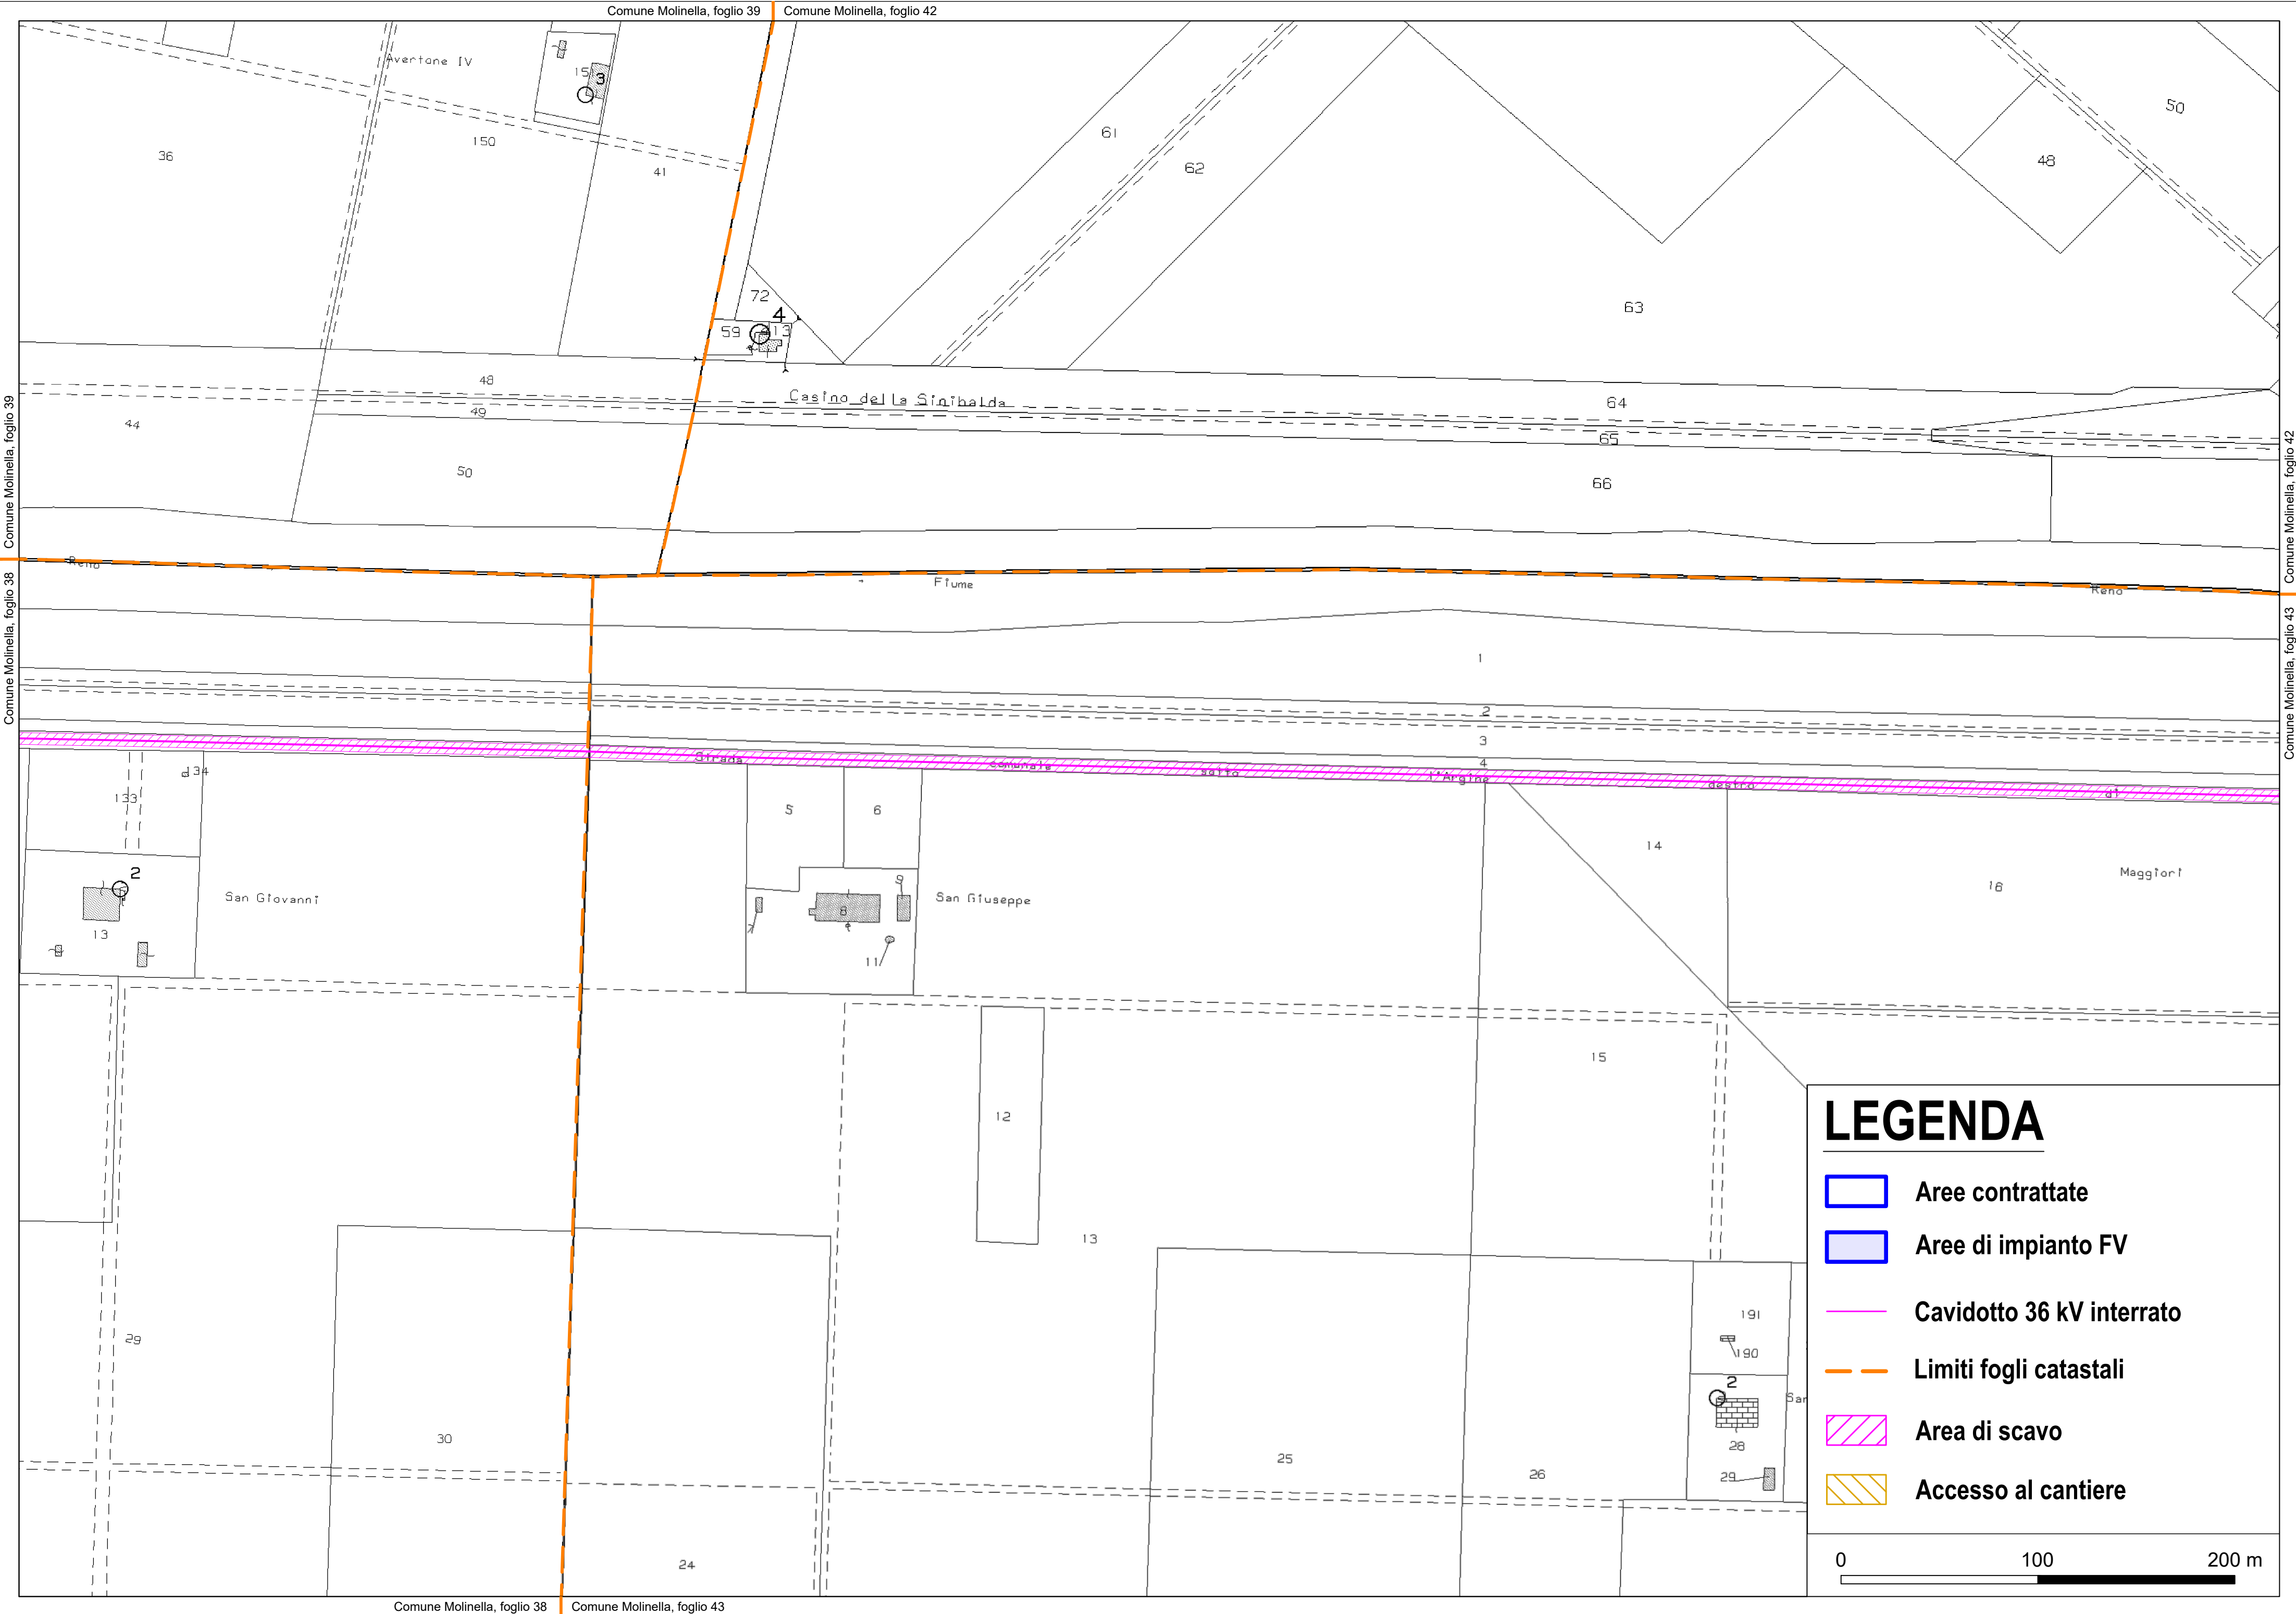 Comune Molinella, foglio 39
Comune Molinella, foglio 42
Avertane IV
3
50
61
36
150
48
62
41
72
63
4
59
13
48
Casino della Sinibalda
64
Comune Molinella, foglio 39
49
44
65
Comune Molinella, foglio 42
50
66
Reno
Fiume
Reno
Comune Molinella, foglio 38
1
Comune Molinella, foglio 43
2
3
4
Strada comunale sotto l'Argine destro di
134
133
5
6
14
2
9
16
Maggiori
San Giovanni
8
San Giuseppe
13
7
11
15
12
13
29
191
190
2
San
30
28
25
26
29
24
LEGENDA
Aree contrattate
Aree di impianto FV
Cavidotto 36 kV interrato
Limiti fogli catastali
Area di scavo
Accesso al cantiere
0
100
200 m
Comune Molinella, foglio 38
Comune Molinella, foglio 43